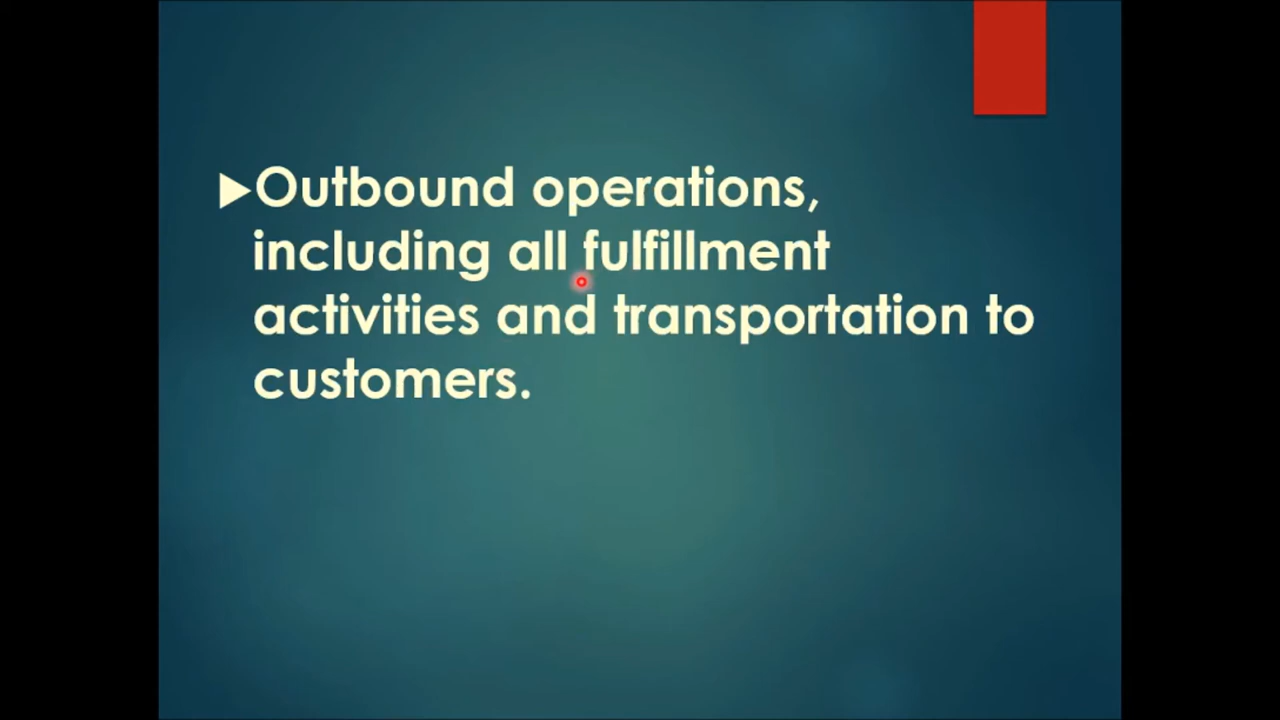 Outbound operations,
including all fulfillment
activities and transportation to
customers.